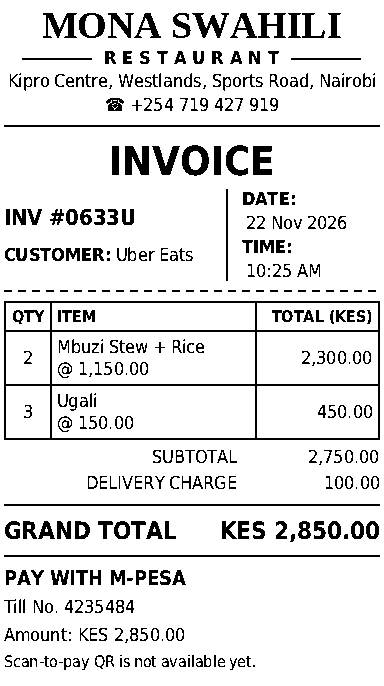 MONA SWAHILI
RESTAURANT
Kipro Centre, Westlands, Sports Road, Nairobi
☎ +254 719 427 919
INVOICE
INV #0633U
CUSTOMER: Uber Eats
DATE:
22 Nov 2026
TIME:
10:25 AM
QTY ITEM TOTAL (KES)
2 Mbuzi Stew + Rice 2,300.00
@ 1,150.00
3 Ugali 450.00
@ 150.00
SUBTOTAL 2,750.00
DELIVERY CHARGE 100.00
GRAND TOTAL KES 2,850.00
PAY WITH M-PESA
Till No. 4235484
Amount: KES 2,850.00
Scan-to-pay QR is not available yet.